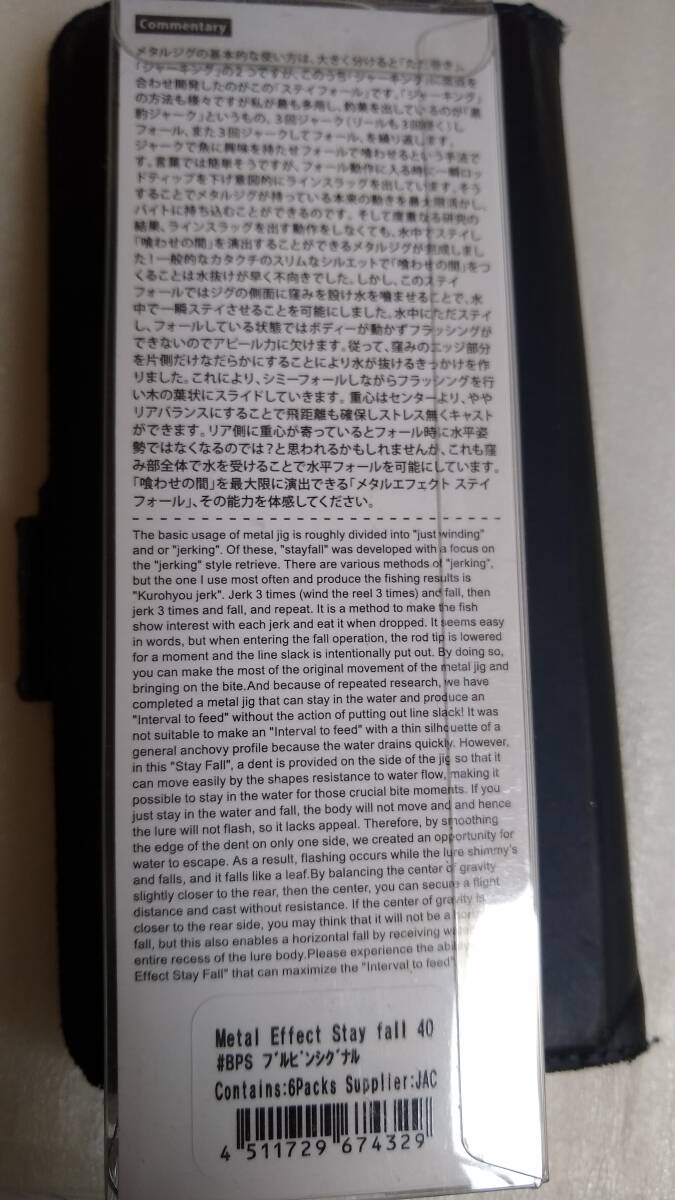 Commentary
メタルジグの基本的な使い方は、大きく分けると「ただ巻き」、
「ジャーキング」の2つですが、このうち「ジャーキング」に焦点を
合わせ開発したのがこの「ステイフォール」です。「ジャーキング」
の方法も様々ですが私が最も多用し、釣果を出しているのが「黒
豹ジャーク」というもの。3回ジャーク(リールも3回巻く)し
フォール、また3回ジャークしてフォール、を繰り返します。
ジャークで魚に興味を持たせフォールで喰わせるという手法で
す。言葉では簡単そうですが、フォール動作に入る時に一瞬ロッ
ドティップを下げ意図的にラインスラッグを出しています。そう
することでメタルジグが持っている本来の動きを最大限活かし、
バイトに持ち込むことができるのです。そして度重なる研究の
結果、ラインスラッグを出す動作をしなくても、水中でステイし
「喰わせの間」を演出することができるメタルジグが完成しまし
た!一般的なカタクチのスリムなシルエットで「喰わせの間」をつ
くることは水抜けが早く不向きでした。しかし、このステイ
フォールではジグの側面に窪みを設け水を噛ませることで、水
中で一瞬ステイさせることを可能にしました。水中にただステイ
し、フォールしている状態ではボディーが動かずフラッシングが
できないのでアピール力に欠けます。従って、窪みのエッジ部分
を片側だけなだらかにすることにより水が抜けるきっかけを作
りました。これにより、シミーフォールしながらフラッシングを行
い木の葉状にスライドしていきます。重心はセンターより、やや
リアバランスにすることで飛距離も確保しストレス無くキャスト
ができます。リア側に重心が寄っているとフォール時に水平姿
勢ではなくなるのでは?と思われるかもしれませんが、これも窪
み部全体で水を受けることで水平フォールを可能にしています。
「喰わせの間」を最大限に演出できる「メタルエフェクト ステイ
フォール」、その能力を体感してください。
The basic usage of metal jig is roughly divided into "just winding"
and or "jerking". Of these, "stayfall" was developed with a focus on
the "jerking" style retrieve. There are various methods of "jerking",
but the one I use most often and produce the fishing results is
"Kurohyou jerk". Jerk 3 times (wind the reel 3 times) and fall, then
jerk 3 times and fall, and repeat. It is a method to make the fish
show interest with each jerk and eat it when dropped. It seems easy
in words, but when entering the fall operation, the rod tip is lowered
for a moment and the line slack is intentionally put out. By doing so,
you can make the most of the original movement of the metal jig and
bringing on the bite.And because of repeated research, we have
completed a metal jig that can stay in the water and produce an
"Interval to feed" without the action of putting out line slack! It was
not suitable to make an "Interval to feed" with a thin silhouette of a
general anchovy profile because the water drains quickly. However,
in this "Stay Fall", a dent is provided on the side of the jig so that it
can move easily by the shapes resistance to water flow, making it
possible to stay in the water for those crucial bite moments. If you
just stay in the water and fall, the body will not move and and hence
the lure will not flash, so it lacks appeal. Therefore, by smoothing
the edge of the dent on only one side, we created an opportunity for
water to escape. As a result, flashing occurs while the lure shimmy's
and falls, and it falls like a leaf.By balancing the center of gravity
slightly closer to the rear, then the center, you can secure a flight
distance and cast without resistance. If the center of gravity is
closer to the rear side, you may think that it will not be a
fall, but this also enables a horizontal fall by receiving
entire recess of the lure body.Please experience the
Effect Stay Fall" that can maximize the "Interval to feed"
Metal Effect Stay fall 40
#BPS ブルピンシグナル
Contains:6Packs Supplier:JAC
4 511729 674329